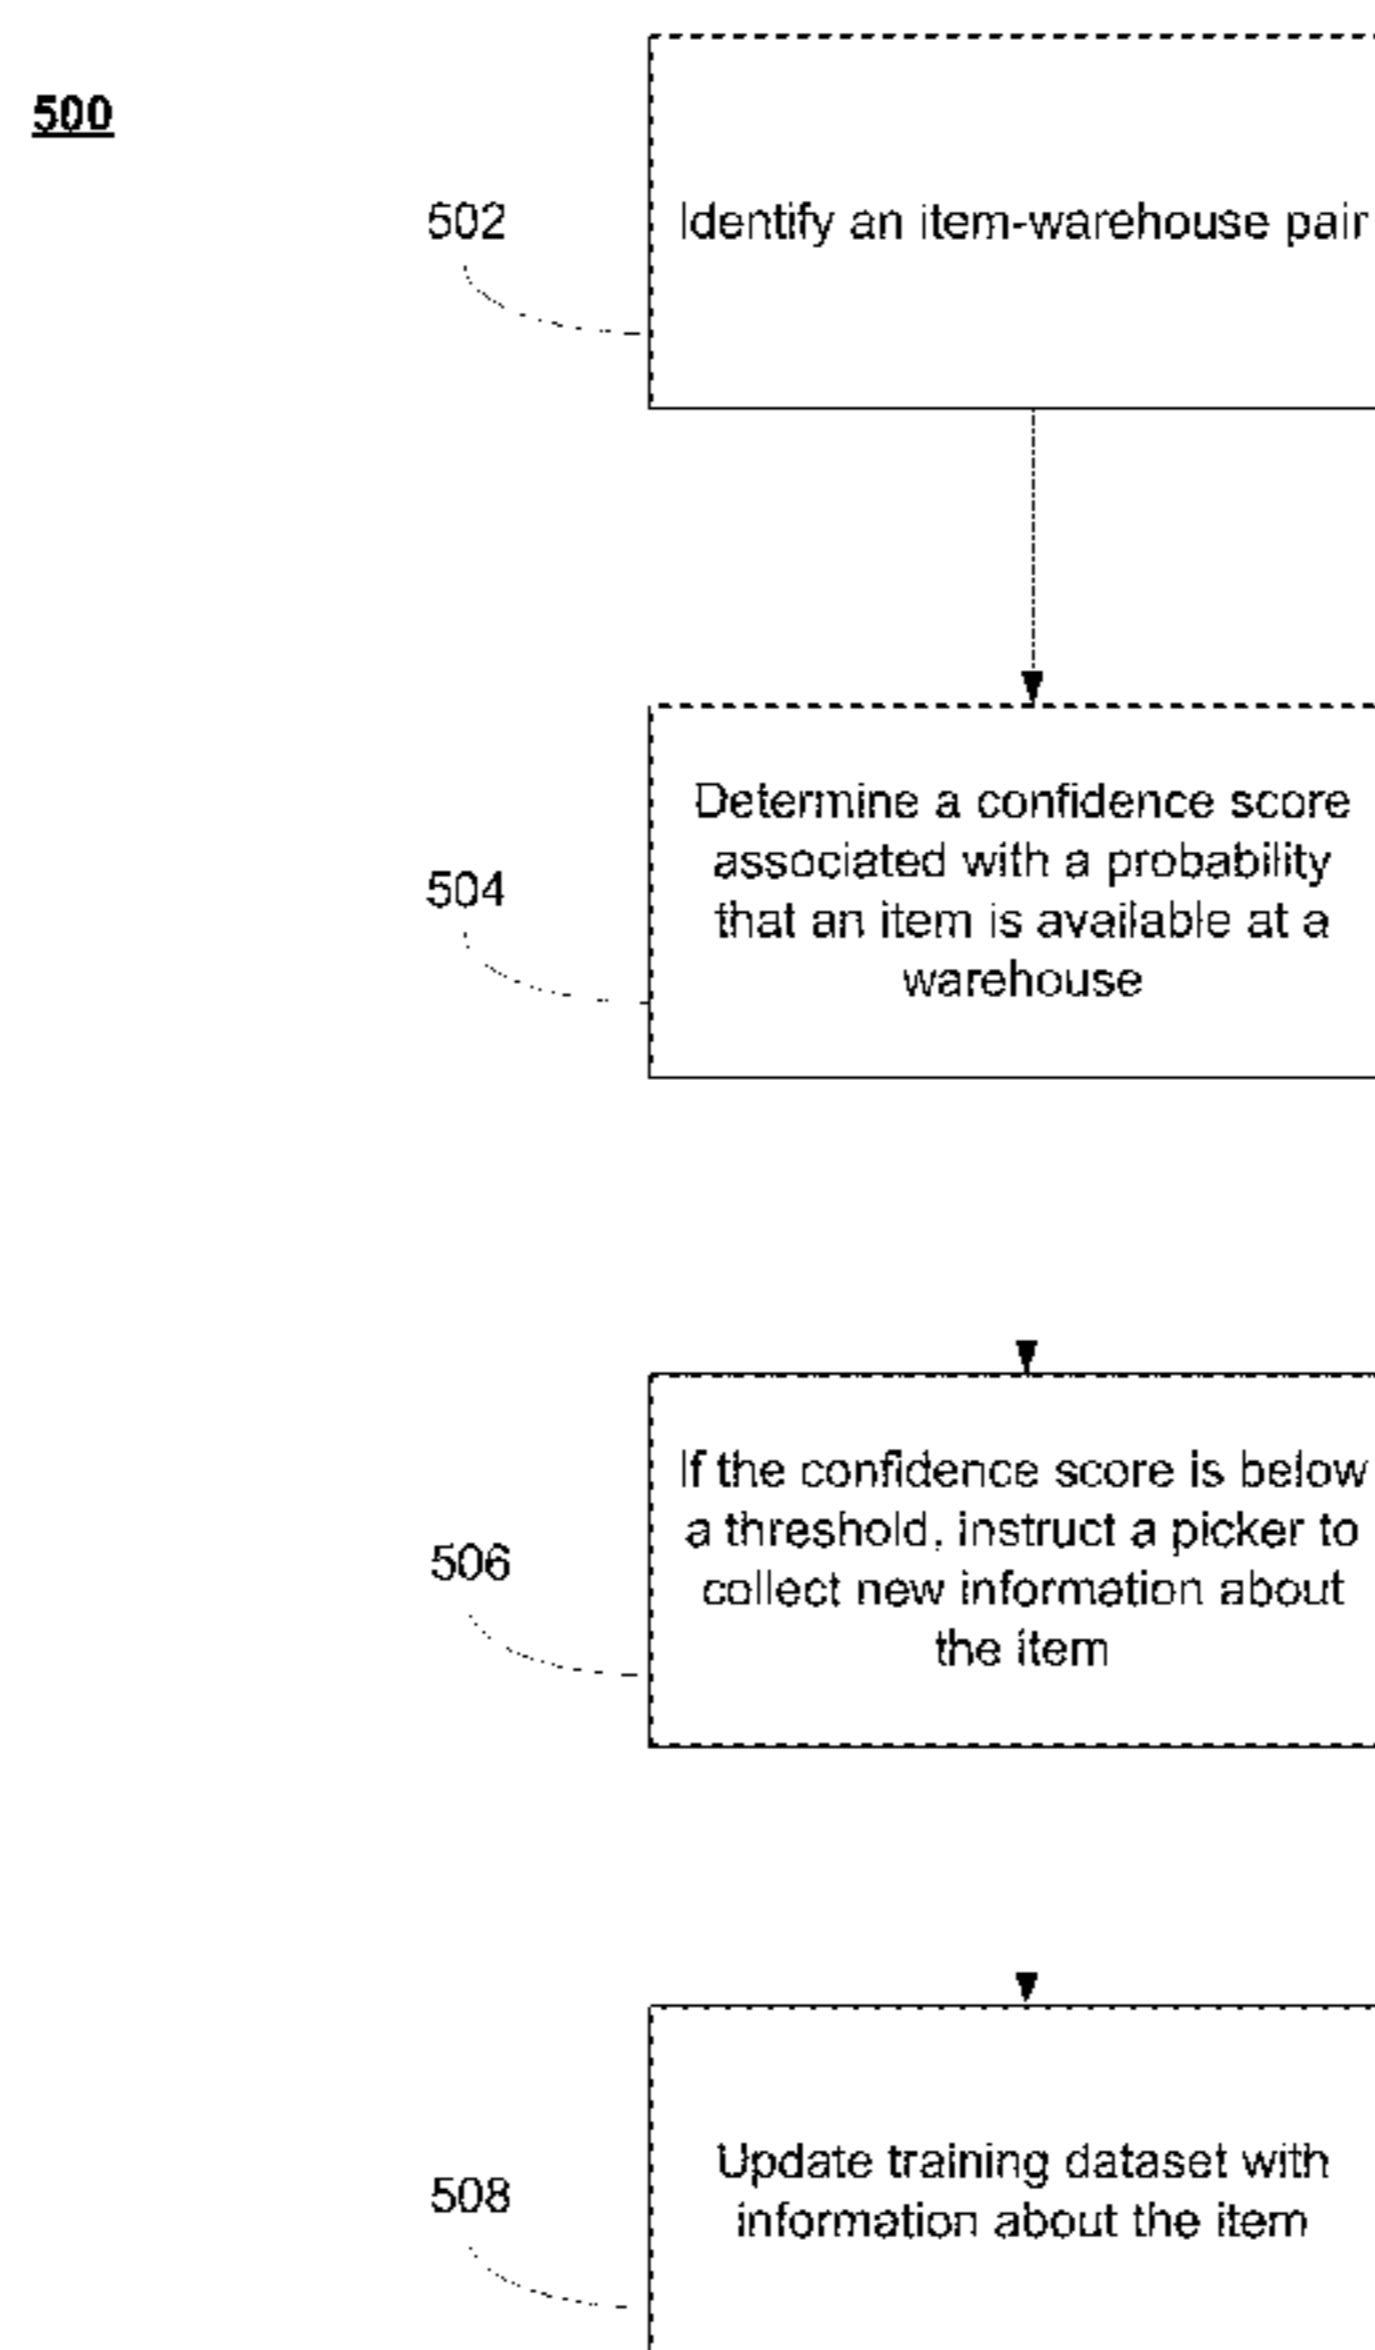 500
502
Identify an item-warehouse pair
504
Determine a confidence score
associated with a probability
that an item is available at a
warehouse
506
If the confidence score is below
a threshold, instruct a picker to
collect new information about
the item
508
Update training dataset with
information about the item